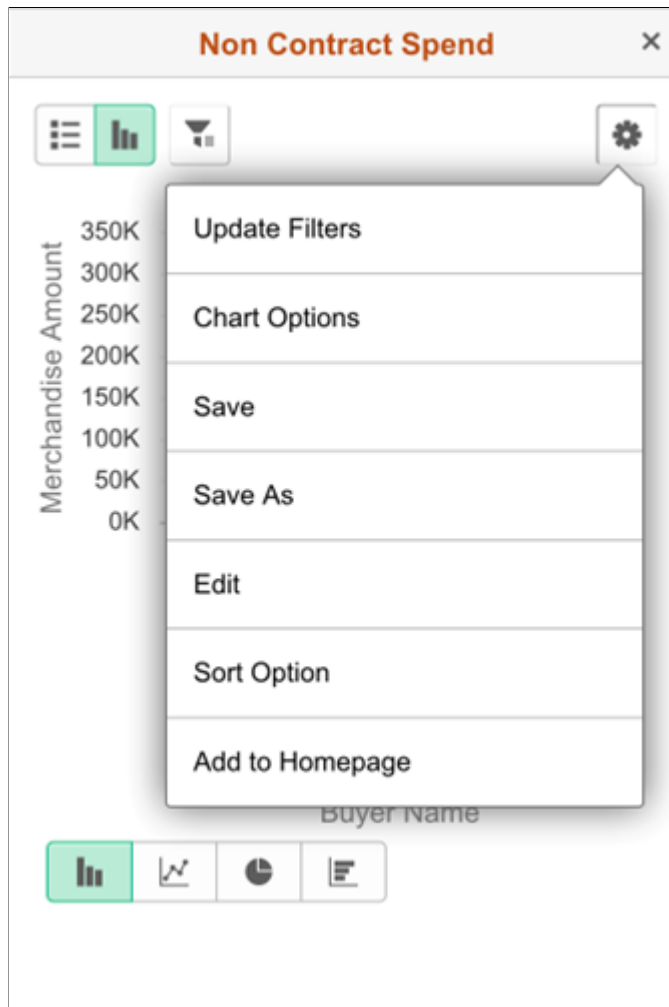 Non Contract Spend
Update Filters
Chart Options
Save
Save As
Edit
Sort Option
Add to Homepage
Merchandise Amount
350K
300K
250K
200K
150K
100K
50K
0K
Buyer Name